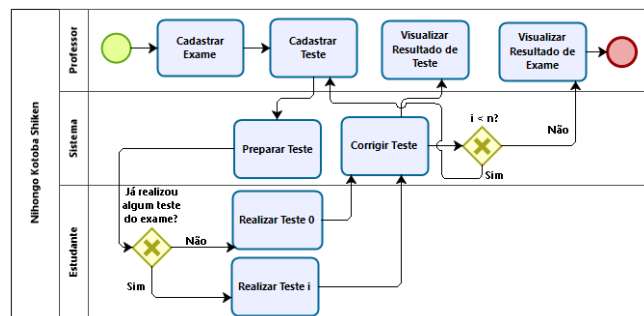 Nihongo Kotoba Shiken
Professor
Cadastrar
Exame
Cadastrar
Teste
Visualizar
Resultado de
Teste
Visualizar
Resultado de
Exame
Sistema
Preparar Teste
Corrigir Teste
i < n?
Não
Sim
Estudante
Já realizou
algum teste
do exame?
Não
Sim
Realizar Teste 0
Realizar Teste i